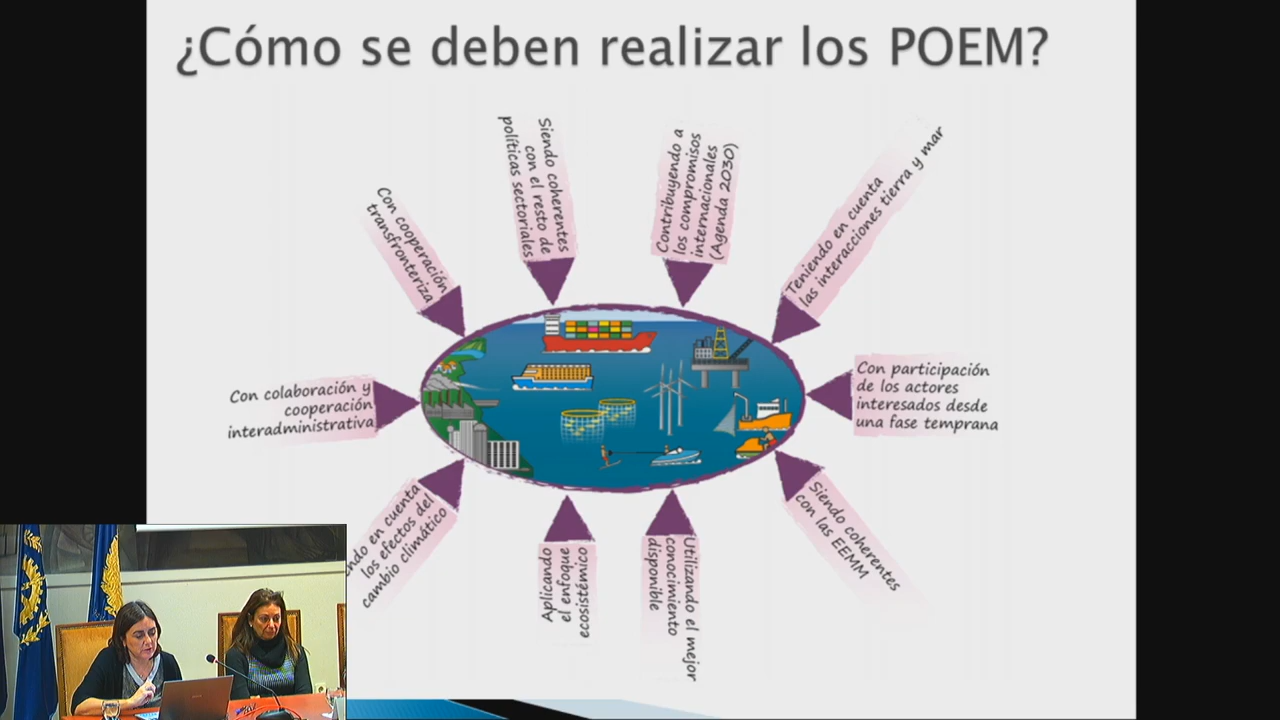 ¿Cómo se deben realizar los POEM?
Con cooperación
transfronteriza
Siendo coherentes
con el resto de
políticas sectoriales
Contribuyendo a
los compromisos
internacionales
(Agenda 2030)
Teniendo en cuenta
las interacciones tierra y mar
Con colaboración y
cooperación
interadministrativa
Con participación
de los actores
interesados desde
una fase temprana
en cuenta
los efectos del
cambio climático
Aplicando
el enfoque
ecosistémico
Utilizando el mejor
conocimiento
disponible
Siendo coherentes
con las EEMM